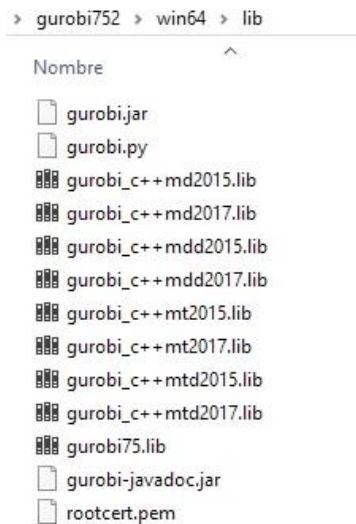 gurobi752 > win64 > lib
Nombre
gurobi.jar
gurobi.py
gurobi_c++md2015.lib
gurobi_c++md2017.lib
gurobi_c++mdd2015.lib
gurobi_c++mdd2017.lib
gurobi_c++mt2015.lib
gurobi_c++mt2017.lib
gurobi_c++mtd2015.lib
gurobi_c++mtd2017.lib
gurobi75.lib
gurobi-javadoc.jar
rootcert.pem